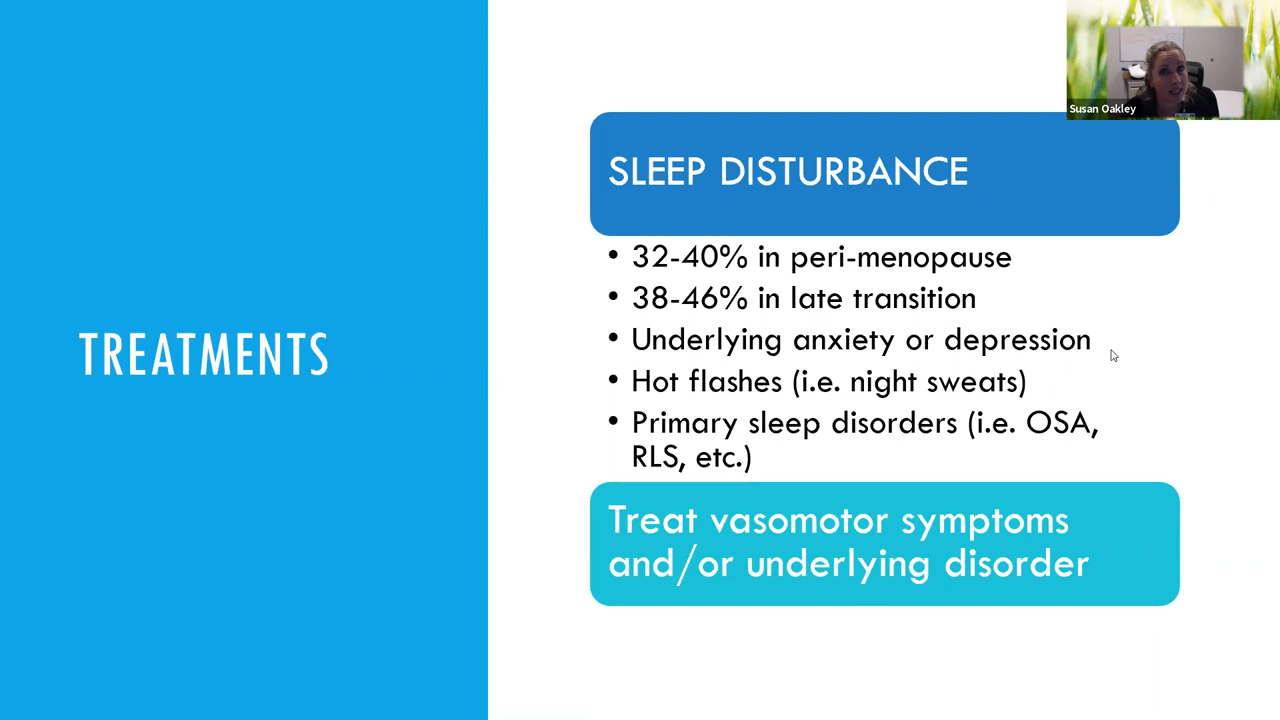 Susan Oakley
SLEEP DISTURBANCE
• 32-40% in peri-menopause
• 38-46% in late transition
• Underlying anxiety or depression
• Hot flashes (i.e. night sweats)
• Primary sleep disorders (i.e. OSA,
RLS, etc.)
TREATMENTS
Treat vasomotor symptoms
and/or underlying disorder